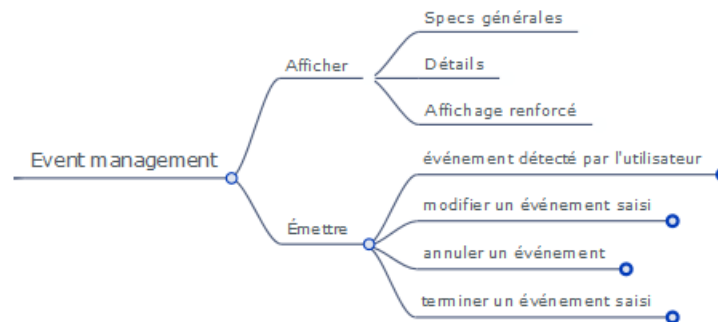 Event management
Afficher
Specs générales
Détails
Affichage renforcé
Émettre
événement détecté par l'utilisateur
modifier un événement saisi
annuler un événement
terminer un événement saisi